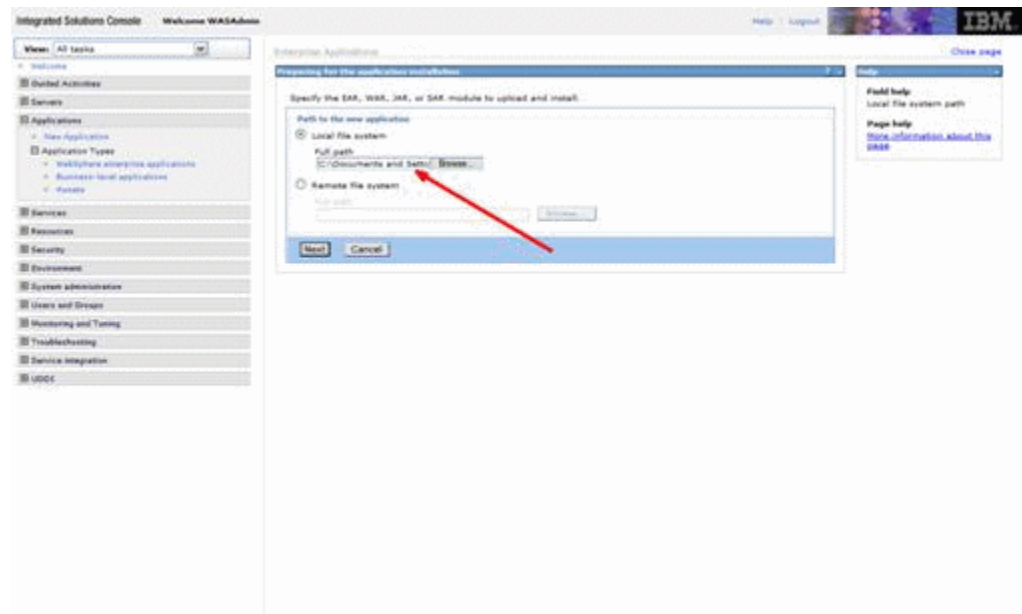 Integrated Solutions Console Welcome WASAdmin
Help | Logout
IBM
View: All tasks
Welcome
Guided Activities
Servers
Applications
New Application
Application Types
WebSphere enterprise applications
Business-level applications
Assets
Services
Resources
Security
Environment
System administration
Users and Groups
Monitoring and Tuning
Troubleshooting
Service integration
UDDI
Enterprise Applications
Close page
Preparing for the application installation
? -
Specify the EAR, WAR, JAR, or SAR module to upload and install.
Path to the new application
Local file system
Full path
C:\Documents and Setti Browse...
Remote file system
Full path
Browse...
Next Cancel
Help
Field help
Local file system path
Page help
More information about this
page